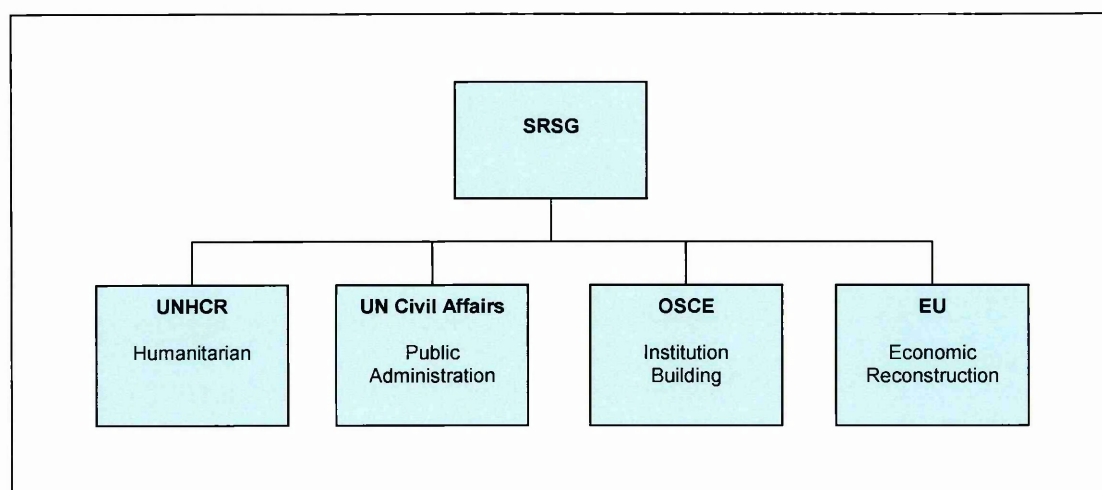 SRSG
UNHCR
Humanitarian
UN Civil Affairs
Public
Administration
OSCE
Institution
Building
EU
Economic
Reconstruction